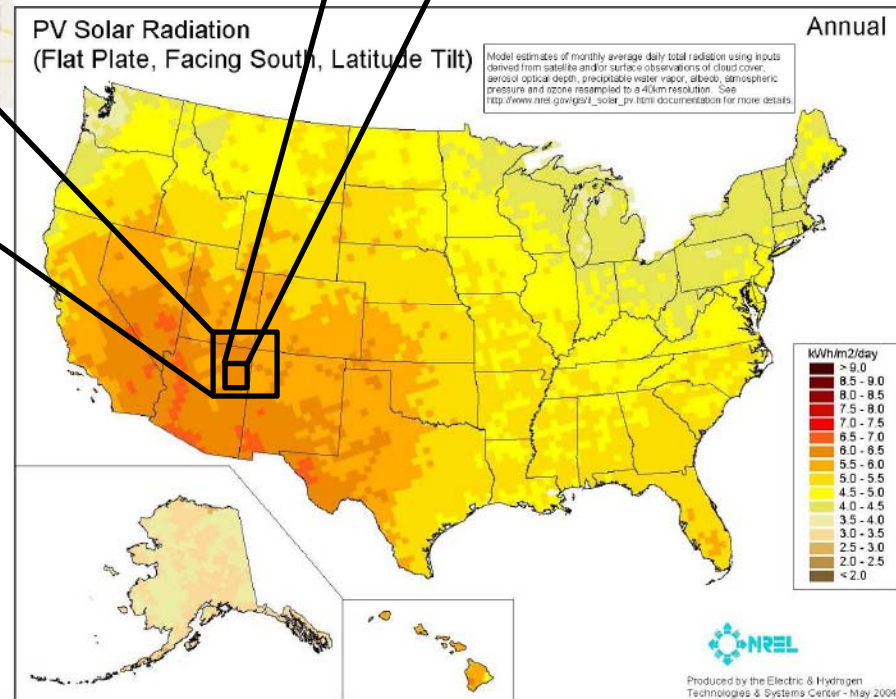 PV Solar Radiation
(Flat Plate, Facing South, Latitude Tilt)
Annual
Model estimates of monthly average daily total radiation using inputs
derived from satellite and/or surface observations of cloud cover,
aerosol optical depth, precipitable water vapor, albedo, atmospheric
pressure and ozone resampled to a 40km resolution. See
http://www.nrel.gov/gis/il_solar_pv.html documentation for more details.
kWh/m2/day
> 9.0
8.5 - 9.0
8.0 - 8.5
7.5 - 8.0
7.0 - 7.5
6.5 - 7.0
6.0 - 6.5
5.5 - 6.0
5.0 - 5.5
4.5 - 5.0
4.0 - 4.5
3.5 - 4.0
3.0 - 3.5
2.5 - 3.0
2.0 - 2.5
< 2.0
NREL
Produced by the Electric & Hydrogen
Technologies & Systems Center - May